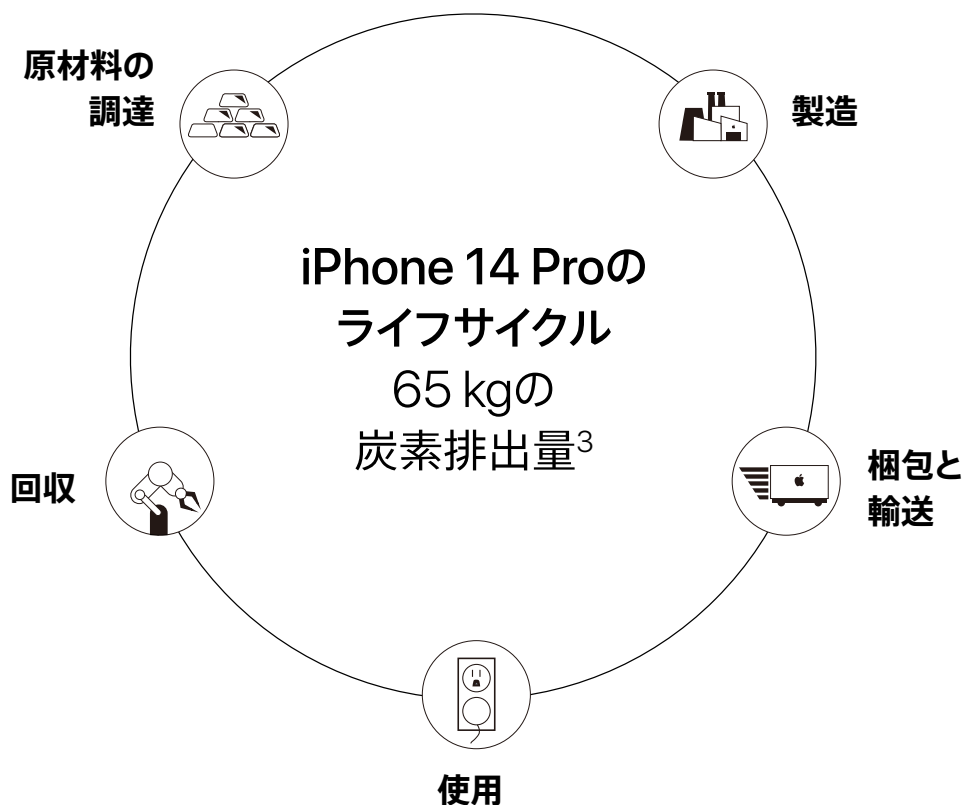 原材料の
調達
製造
iPhone 14 Proの
ライフサイクル
65 kgの
炭素排出量3
回収
梱包と
輸送
使用